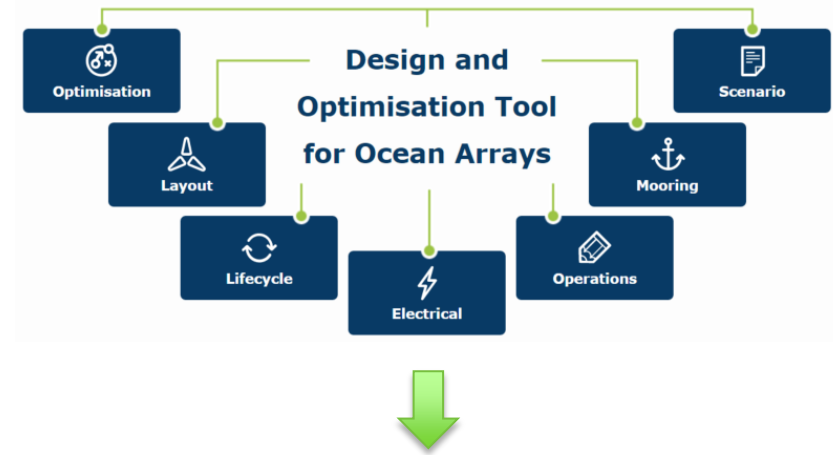 Design and
Optimisation Tool
for Ocean Arrays
Optimisation
Scenario
Layout
Mooring
Lifecycle
Operations
Electrical